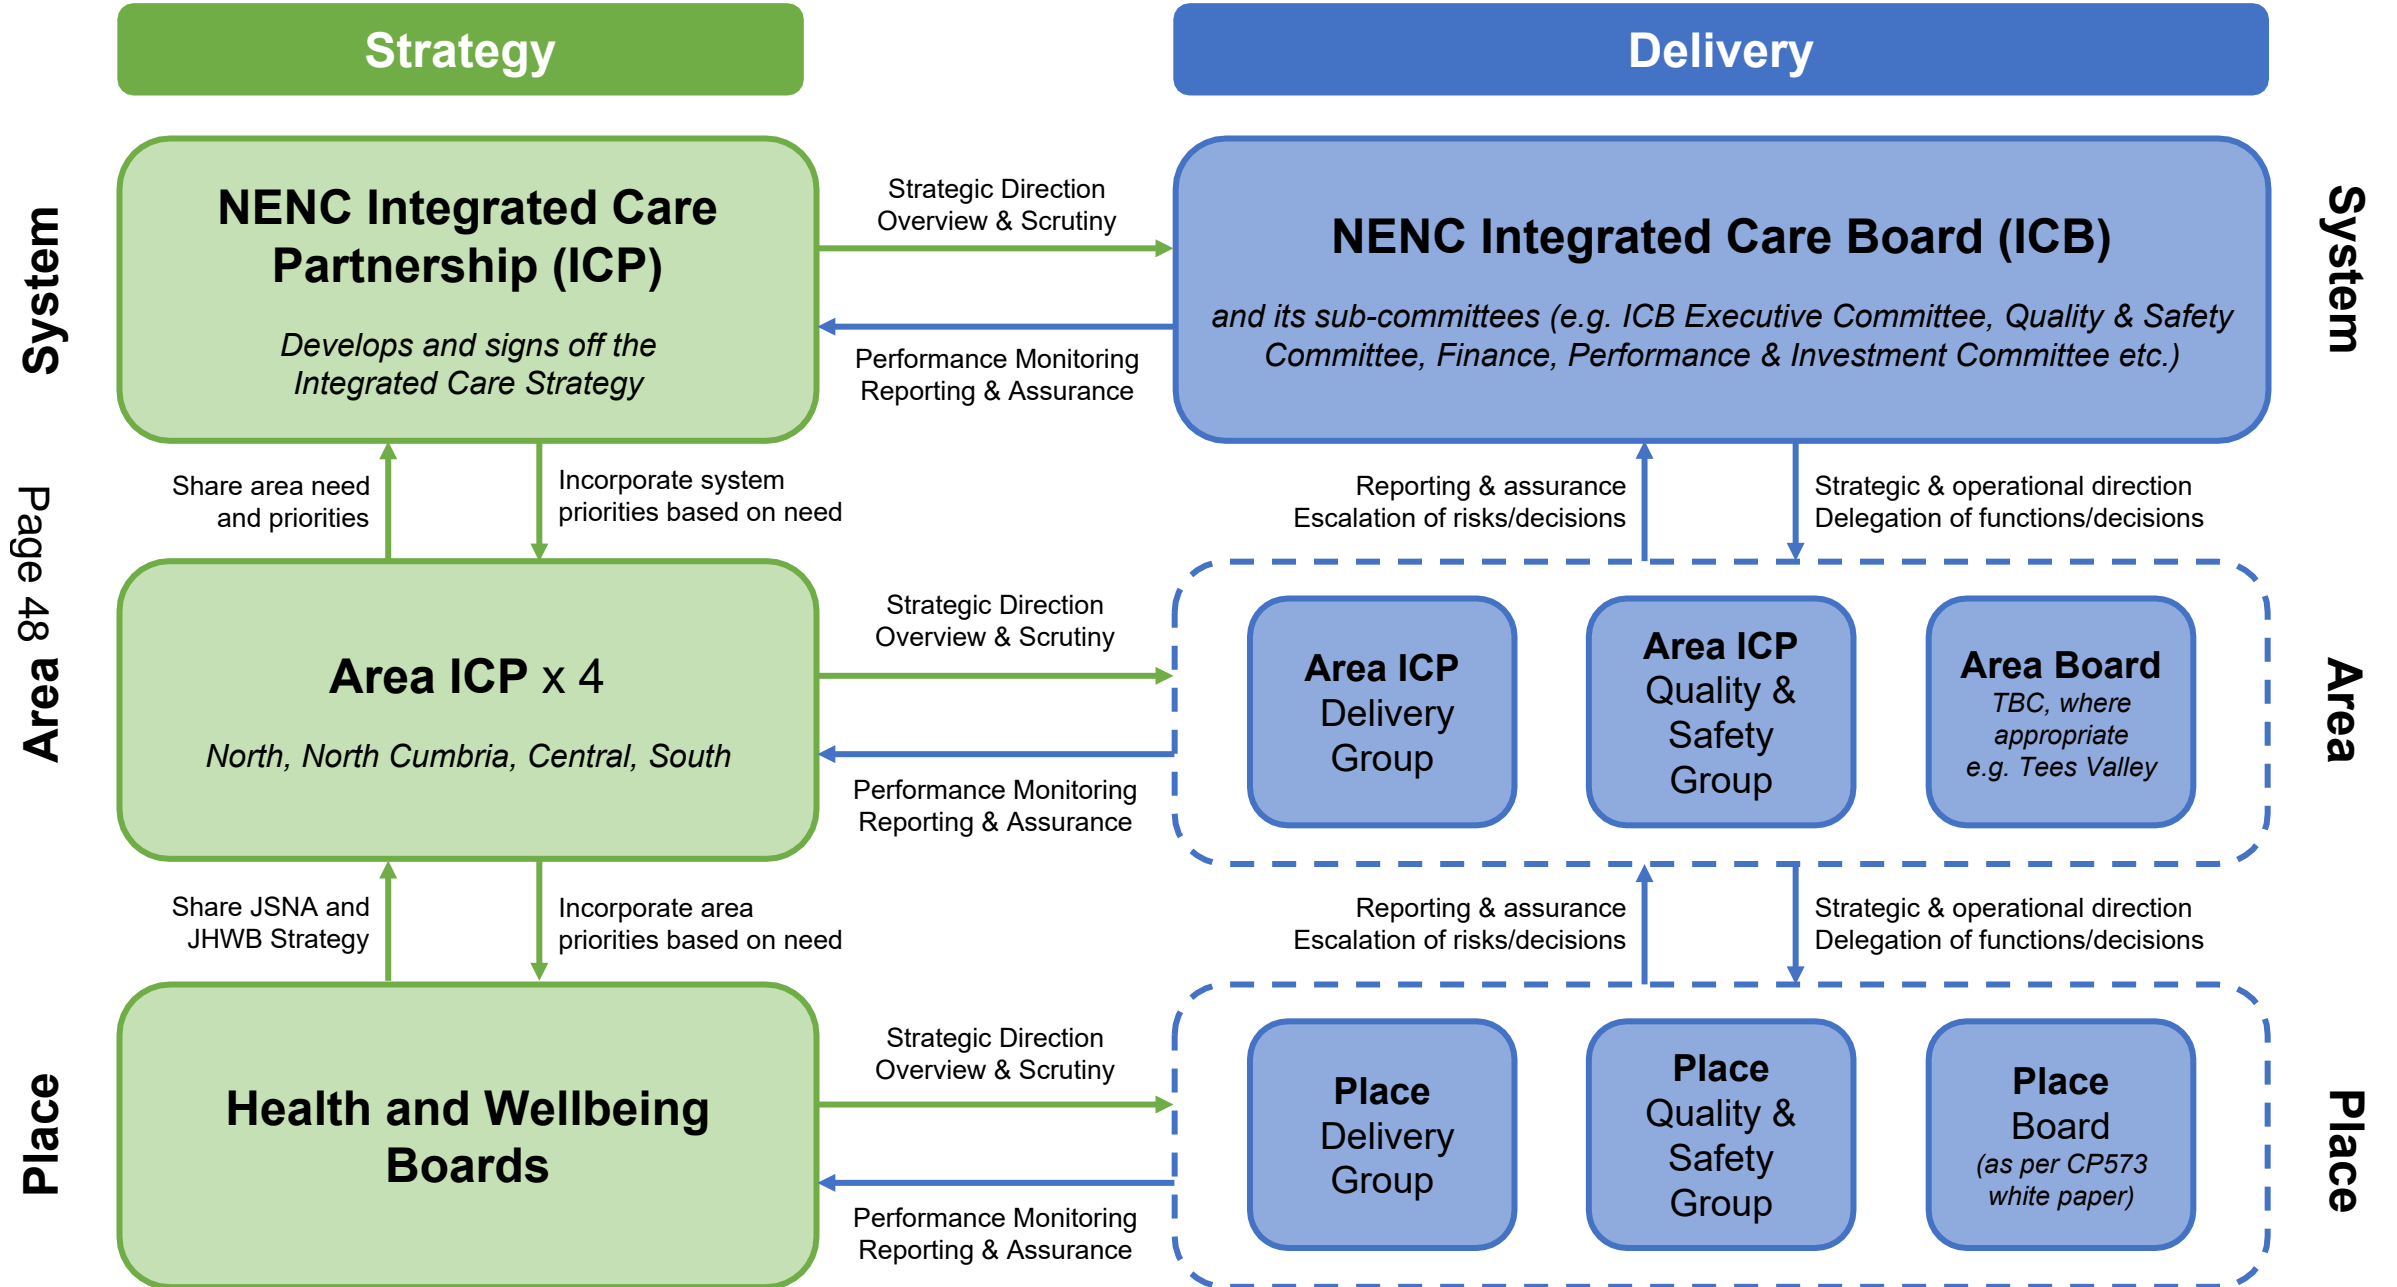 Strategy
Delivery
System
NENC Integrated Care
Partnership (ICP)
Develops and signs off the
Integrated Care Strategy
Strategic Direction
Overview & Scrutiny
Performance Monitoring
Reporting & Assurance
NENC Integrated Care Board (ICB)
and its sub-committees (e.g. ICB Executive Committee, Quality & Safety
Committee, Finance, Performance & Investment Committee etc.)
System
Share area need
and priorities
Incorporate system
priorities based on need
Reporting & assurance
Escalation of risks/decisions
Strategic & operational direction
Delegation of functions/decisions
Page 48
Area
Area ICP x 4
North, North Cumbria, Central, South
Strategic Direction
Overview & Scrutiny
Performance Monitoring
Reporting & Assurance
Area ICP
Delivery
Group
Area ICP
Quality &
Safety
Group
Area Board
TBC, where
appropriate
e.g. Tees Valley
Area
Share JSNA and
JHWB Strategy
Incorporate area
priorities based on need
Reporting & assurance
Escalation of risks/decisions
Strategic & operational direction
Delegation of functions/decisions
Place
Health and Wellbeing
Boards
Strategic Direction
Overview & Scrutiny
Performance Monitoring
Reporting & Assurance
Place
Delivery
Group
Place
Quality &
Safety
Group
Place
Board
(as per CP573
white paper)
Place